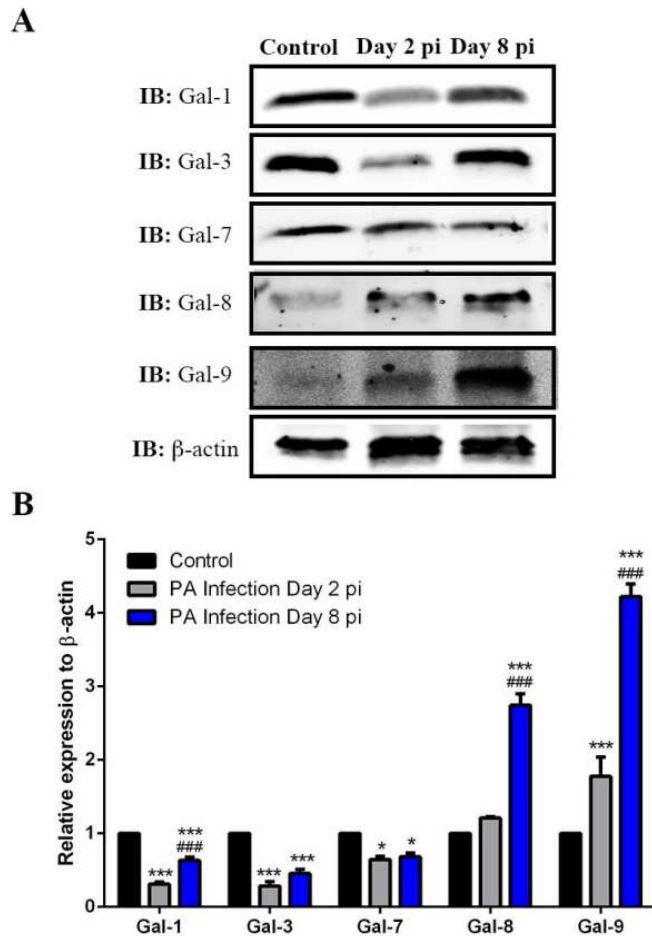 A
Control Day 2 pi Day 8 pi
IB: Gal-1
IB: Gal-3
IB: Gal-7
IB: Gal-8
IB: Gal-9
IB: β-actin
B
Relative expression to β-actin
5
4
3
2
1
0
Control
PA Infection Day 2 pi
PA Infection Day 8 pi
***
***
###
***
***
*
*
***
###
***
***
###
Gal-1 Gal-3 Gal-7 Gal-8 Gal-9